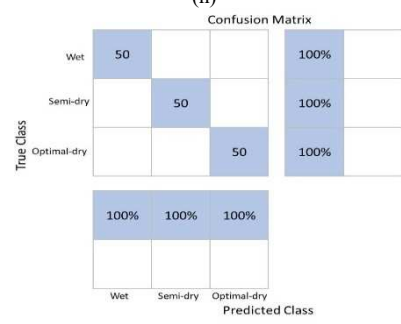 (ii)
Confusion Matrix
Wet 50 100%
Semi-dry 50 100%
Optimal-dry 50 100%
True Class
100% 100% 100%
Wet Semi-dry Optimal-dry
Predicted Class